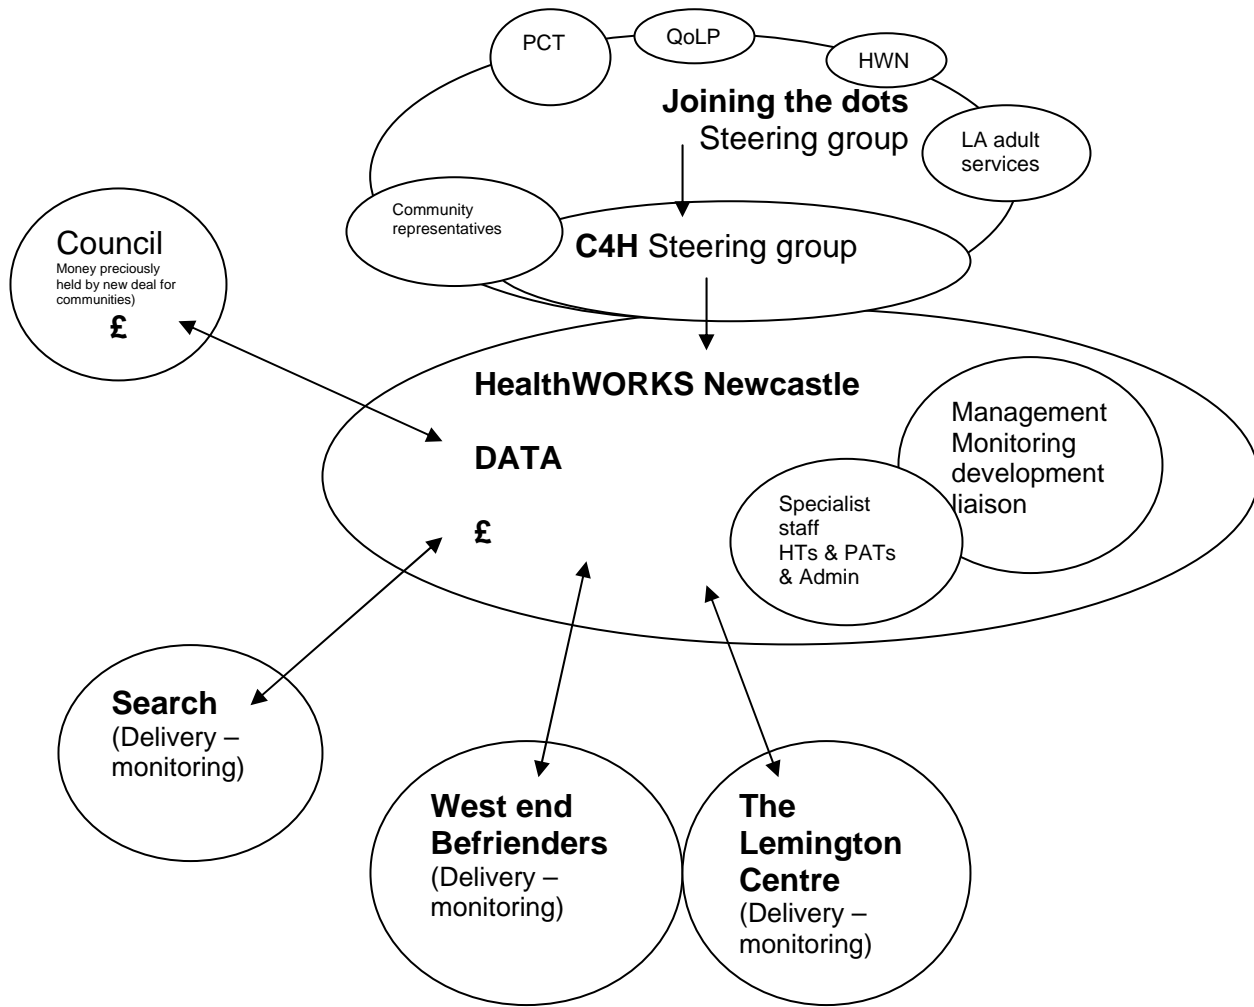 PCT
QoLP
HWN
Joining the dots
Steering group
LA adult
services
Community
representatives
C4H Steering group
Council
Money preciously
held by new deal for
communities)
£
HealthWORKS Newcastle
DATA
£
Management
Monitoring
development
liaison
Specialist
staff
HTs & PATs
& Admin
Search
(Delivery –
monitoring)
West end
Befrienders
(Delivery –
monitoring)
The
Lemington
Centre
(Delivery –
monitoring)